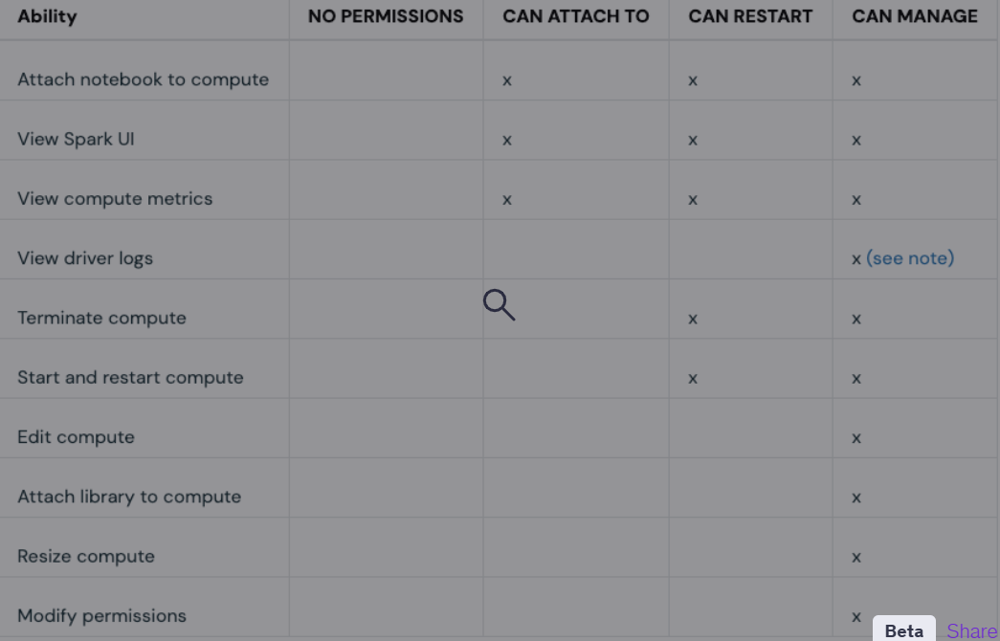 Ability NO PERMISSIONS CAN ATTACH TO CAN RESTART CAN MANAGE
Attach notebook to compute x x x
View Spark UI x x x
View compute metrics x x x
View driver logs x (see note)
Terminate compute x x
Start and restart compute x x
Edit compute x
Attach library to compute x
Resize compute x
Modify permissions x
Beta Share